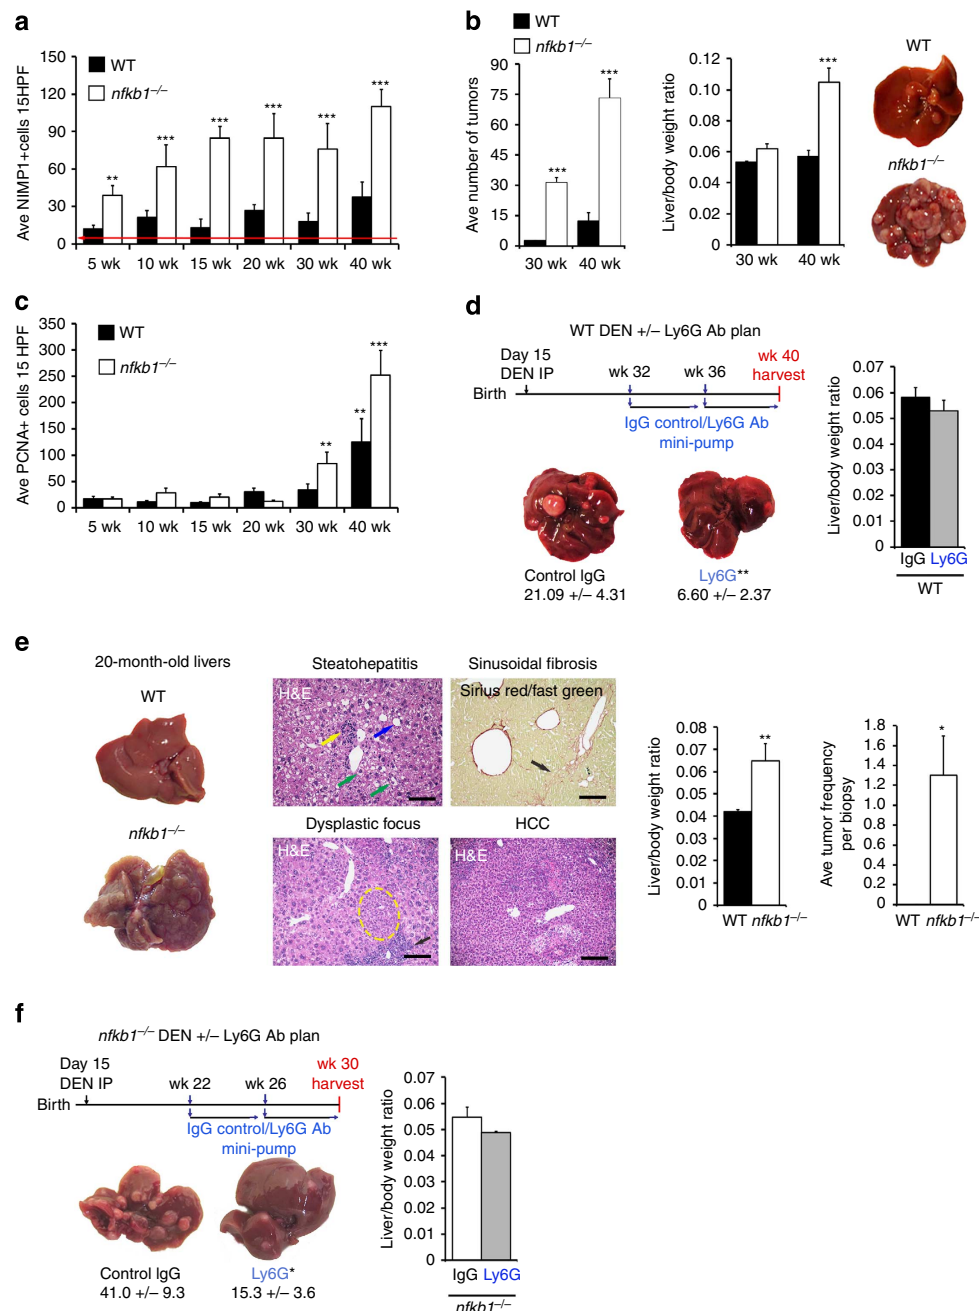 a
WT
nfkb1–/–
Ave NIMP1+cells 15HPF
150
120
90
60
30
0
** *** *** *** *** ***
5 wk 10 wk 15 wk 20 wk 30 wk 40 wk
b
WT
nfkb1–/–
Ave number of tumors
90
75
60
45
30
15
0
*** ***
30 wk 40 wk
Liver/body weight ratio
0.12
0.10
0.08
0.06
0.04
0.02
0
***
30 wk 40 wk
WT
nfkb1–/–
c
WT
nfkb1–/–
Ave PCNA+ cells 15 HPF
350
300
250
200
150
100
50
0
** ** ***
5 wk 10 wk 15 wk 20 wk 30 wk 40 wk
d
WT DEN +/– Ly6G Ab plan
Day 15
DEN IP
Birth
wk 32
wk 36
wk 40
harvest
IgG control/Ly6G Ab
mini-pump
Control IgG
21.09 +/– 4.31
Ly6G**
6.60 +/– 2.37
Liver/body weight ratio
0.07
0.06
0.05
0.04
0.03
0.02
0.01
0
IgG Ly6G
WT
e
20-month-old livers
WT
nfkb1–/–
Steatohepatitis
H&E
Sinusoidal fibrosis
Sirius red/fast green
Dysplastic focus
H&E
HCC
H&E
Liver/body weight ratio
0.08
0.07
0.06
0.05
0.04
0.03
0.02
0.01
0
**
WT nfkb1–/–
Ave tumor frequency
per biopsy
1.8
1.6
1.4
1.2
1.0
0.8
0.6
0.4
0.2
0
*
WT nfkb1–/–
f
nfkb1–/– DEN +/– Ly6G Ab plan
Day 15
DEN IP
Birth
wk 22
wk 26
wk 30
harvest
IgG control/Ly6G Ab
mini-pump
Control IgG
41.0 +/– 9.3
Ly6G*
15.3 +/– 3.6
Liver/body weight ratio
0.07
0.06
0.05
0.04
0.03
0.02
0.01
0
IgG Ly6G
nfkb1–/–